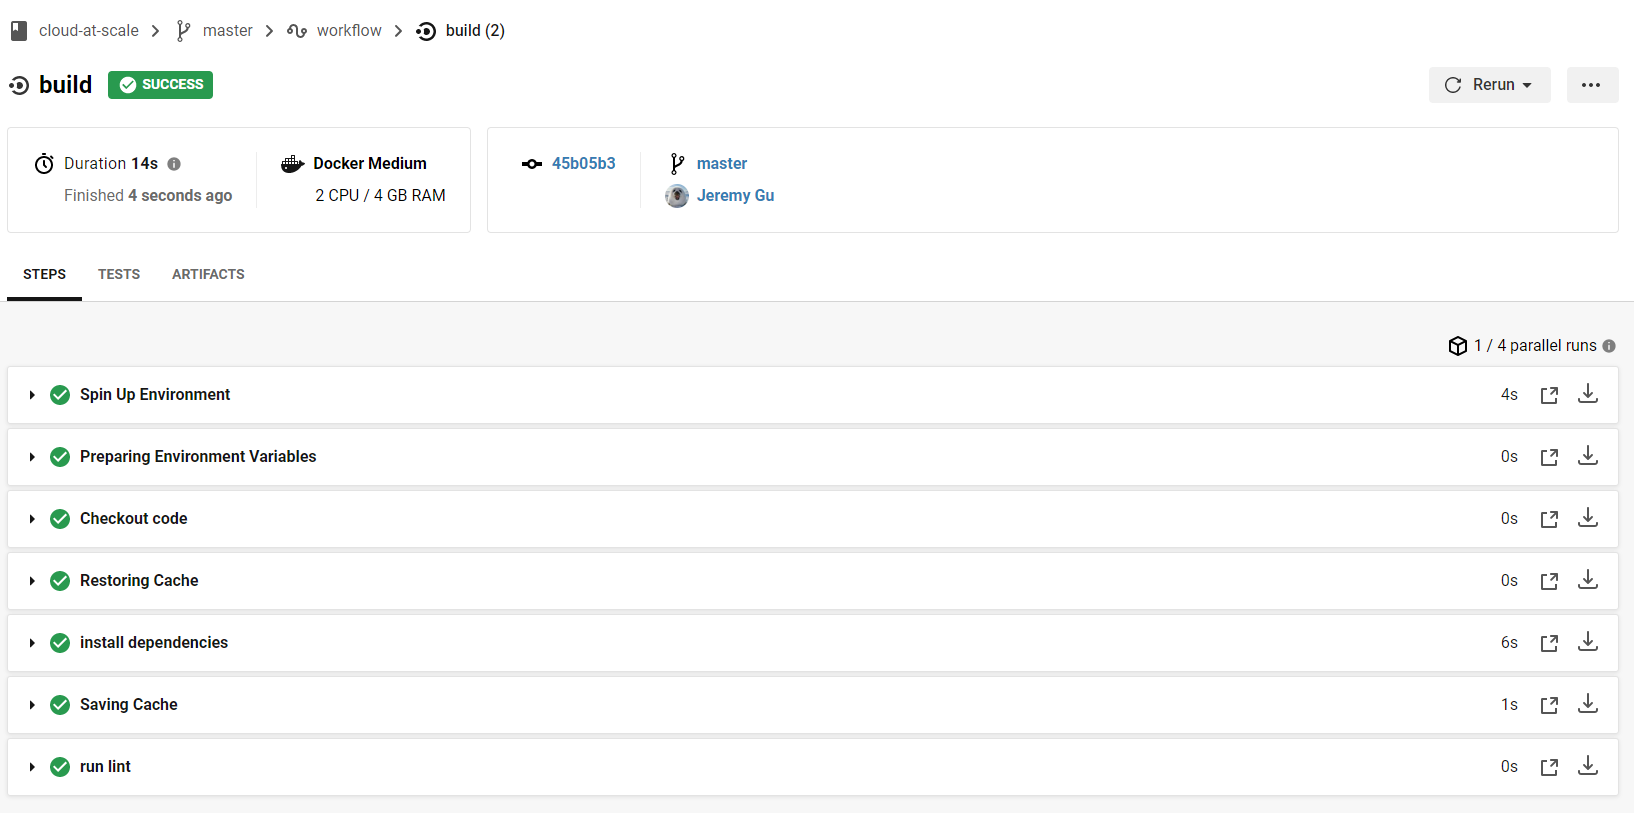 cloud-at-scale master workflow build (2)
build SUCCESS Rerun
Duration 14s Docker Medium 45b05b3 master
Finished 4 seconds ago 2 CPU / 4 GB RAM Jeremy Gu
STEPS TESTS ARTIFACTS
1 / 4 parallel runs
Spin Up Environment 4s
Preparing Environment Variables 0s
Checkout code 0s
Restoring Cache 0s
install dependencies 6s
Saving Cache 1s
run lint 0s